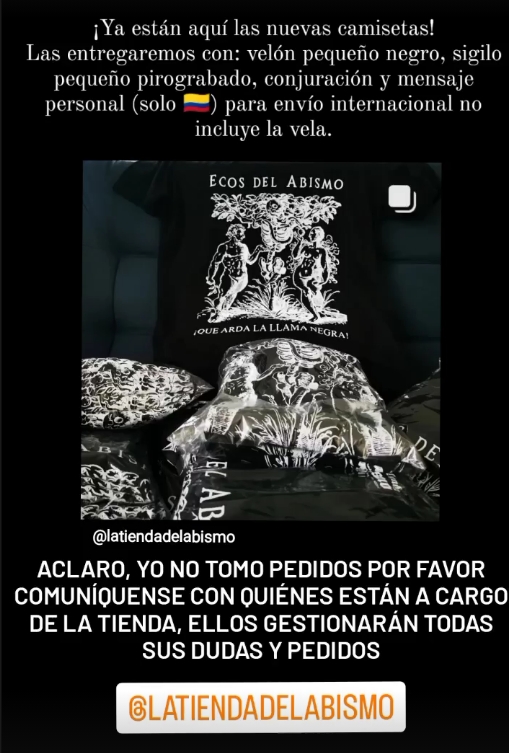 ¡Ya están aquí las nuevas camisetas!
Las entregaremos con: velón pequeño negro, sigilo
pequeño pirograbado, conjuración y mensaje
personal (solo 🇨🇴) para envío internacional no
incluye la vela.
ECOS DEL ABISMO
¡QUE ARDA LA LLAMA NEGRA!
EL AB
DE
@latiendadelabismo
ACLARO, YO NO TOMO PEDIDOS POR FAVOR
COMUNÍQUENSE CON QUIÉNES ESTÁN A CARGO
DE LA TIENDA, ELLOS GESTIONARÁN TODAS
SUS DUDAS Y PEDIDOS
@LATIENDADELABISMO